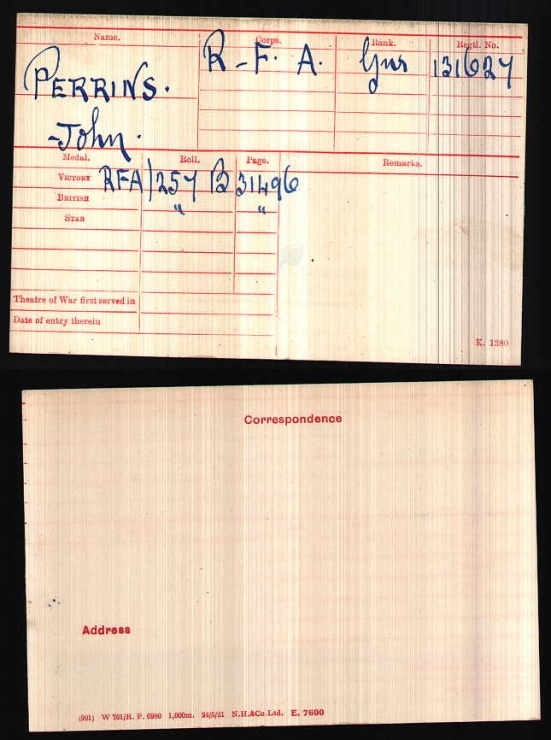 Name. Corps. Rank. Regtl. No.
PERRINS. R.F.A. Gnr 131627
John.
Medal. Roll. Page. Remarks.
VICTORY RFA/257 B 31496
BRITISH " "
STAR
Theatre of War first served in
Date of entry therein
K. 1380
Correspondence
Address
(991) W 701/R. P. 6980 1,000m. 24/5/21 N.H.&Co.Ltd. E. 7600